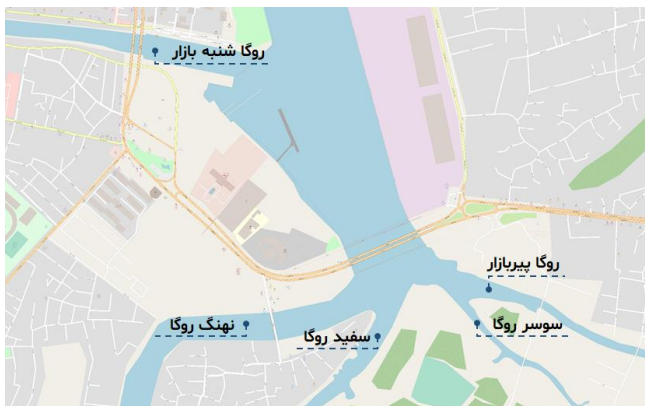 روگا شنبه بازار
روگا پیربازار
سوسر روگا
سفید روگا
نهنگ روگا